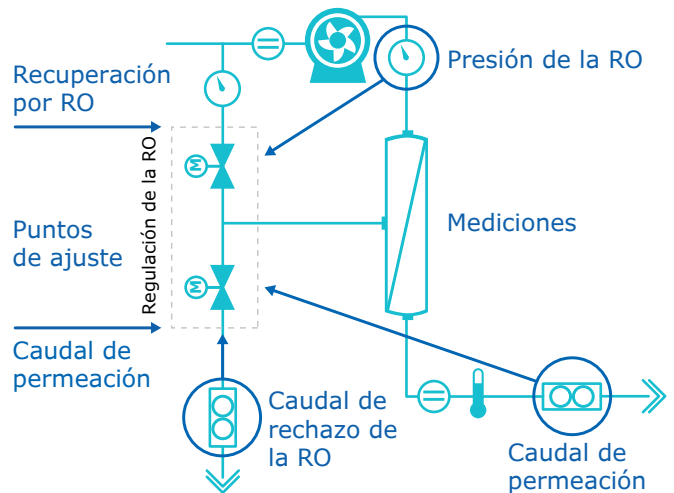 Recuperación
por RO
Presión de la RO
Regulación de la RO
M
Puntos
de ajuste
Mediciones
M
Caudal de
permeación
Caudal de
rechazo de
la RO
Caudal de
permeación